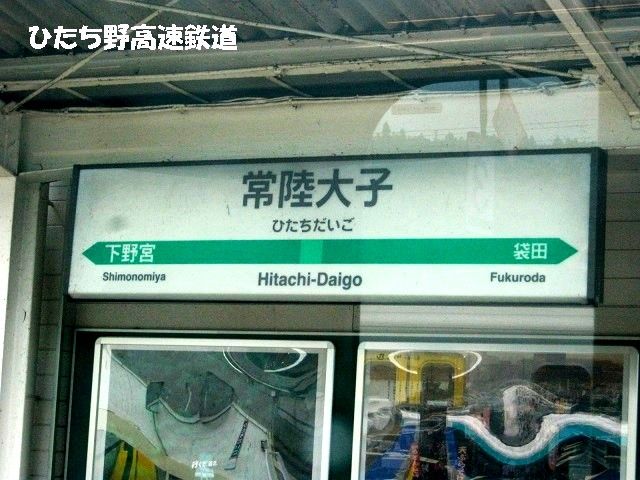 ひたち野高速鉄道
常陸大子
ひたちだいご
下野宮 袋田
Shimonomiya Hitachi-Daigo Fukuroda